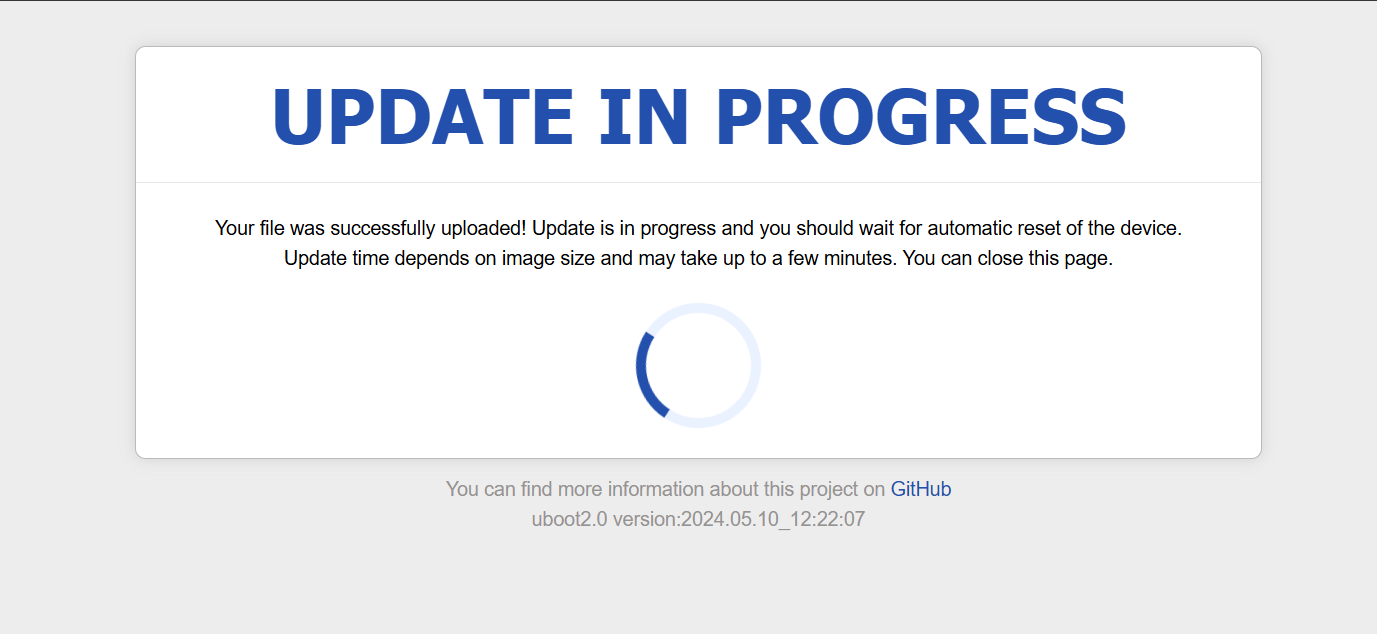 UPDATE IN PROGRESS
Your file was successfully uploaded! Update is in progress and you should wait for automatic reset of the device.
Update time depends on image size and may take up to a few minutes. You can close this page.
You can find more information about this project on GitHub
uboot2.0 version:2024.05.10_12:22:07